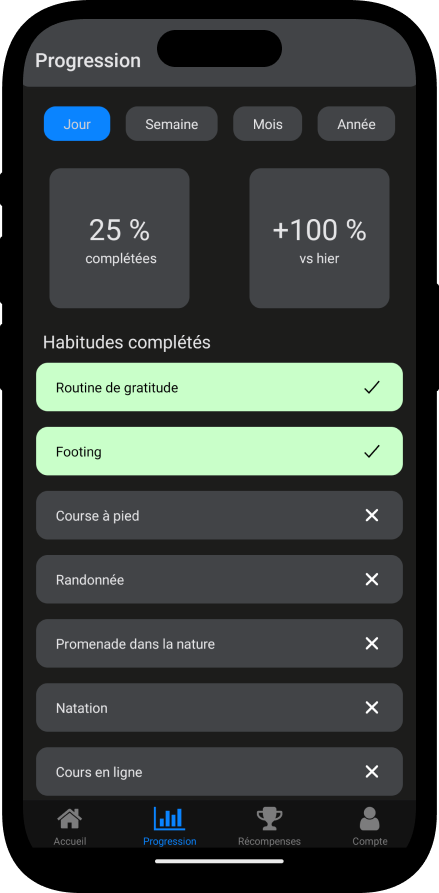 Progression
Jour
Semaine
Mois
Année
25 %
complétées
+100 %
vs hier
Habitudes complétés
Routine de gratitude
Footing
Course à pied
Randonnée
Promenade dans la nature
Natation
Cours en ligne
Accueil
Progression
Récompenses
Compte